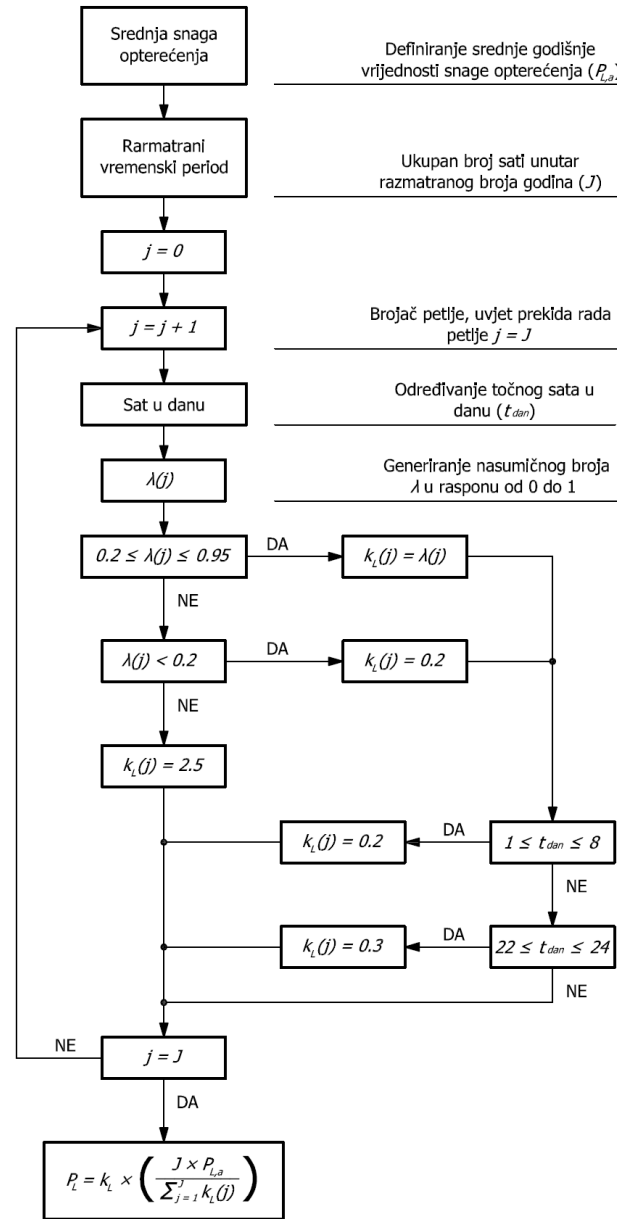 Srednja snaga
opterećenja
Definiranje srednje godišnje
vrijednosti snage opterećenja (P_L,a)
Rarmatrani
vremenski period
Ukupan broj sati unutar
razmatranog broja godina (J)
j = 0
j = j + 1
Brojač petlje, uvjet prekida rada
petlje j = J
Sat u danu
Određivanje točnog sata u
danu (t_dan)
λ(j)
Generiranje nasumičnog broja
λ u rasponu od 0 do 1
0.2 ≤ λ(j) ≤ 0.95
DA
k_L(j) = λ(j)
NE
λ(j) < 0.2
DA
k_L(j) = 0.2
NE
k_L(j) = 2.5
1 ≤ t_dan ≤ 8
DA
k_L(j) = 0.2
NE
22 ≤ t_dan ≤ 24
DA
k_L(j) = 0.3
NE
j = J
NE
DA
P_L = k_L × ( J × P_L,a / ∑_{j = 1}^{J} k_L(j) )